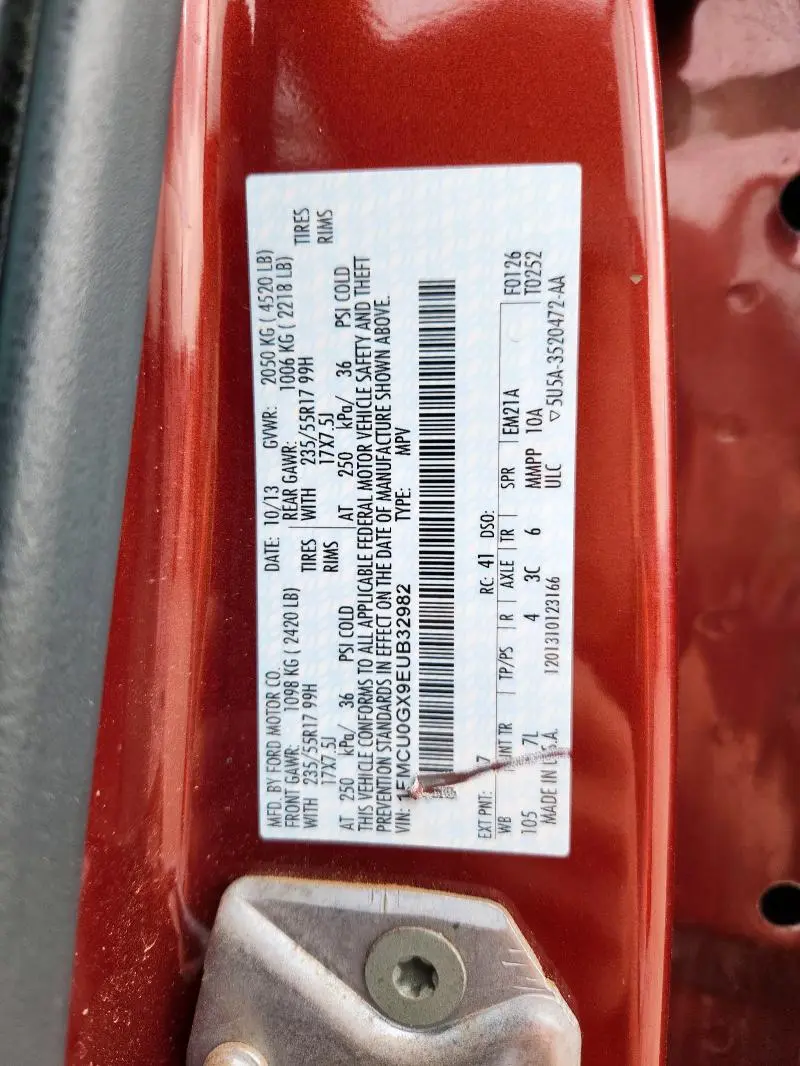 MFD. BY FORD MOTOR CO.
DATE: 10/13 GVWR: 2050 KG ( 4520 LB)
FRONT GAWR: 1098 KG ( 2420 LB)
REAR GAWR: 1006 KG ( 2218 LB)
WITH 235/55R17 99H TIRES
WITH 235/55R17 99H TIRES
17X7.5J RIMS
17X7.5J RIMS
AT 250 kPa/ 36 PSI COLD
AT 250 kPa/ 36 PSI COLD
THIS VEHICLE CONFORMS TO ALL APPLICABLE FEDERAL MOTOR VEHICLE SAFETY AND THEFT
PREVENTION STANDARDS IN EFFECT ON THE DATE OF MANUFACTURE SHOWN ABOVE.
VIN: 1FMCU0GX9EUB32982 TYPE: MPV
EXT PNT: RC: 41 DSO:
WB INT TR TP/PS R AXLE TR SPR EM21A F0126
105 7L 4 3C 6 MMPP 10A T0252
MADE IN U.S.A. 1201310123166 ULC ▽5U5A-3520472-AA